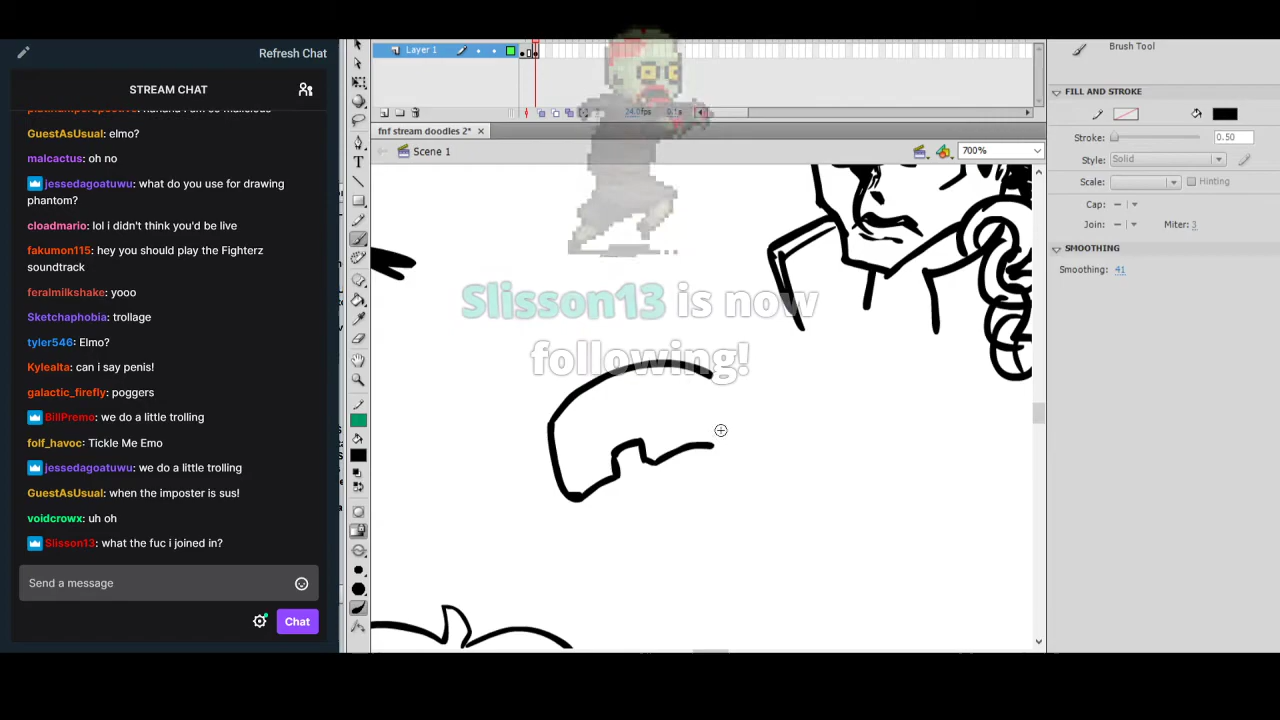 Refresh Chat
STREAM CHAT
GuestAsUsual: elmo?
malcactus: oh no
jessedagoatuwu: what do you use for drawing
phantom?
cloadmario: lol i didn't think you'd be live
fakumon115: hey you should play the Fighterz
soundtrack
feralmilkshake: yooo
Sketchaphobia: trollage
tyler546: Elmo?
Kylealta: can i say penis!
galactic_firefly: poggers
BillPremo: we do a little trolling
folf_havoc: Tickle Me Emo
jessedagoatuwu: we do a little trolling
GuestAsUsual: when the imposter is sus!
voidcrowx: uh oh
Slisson13: what the fuc i joined in?
Send a message
Chat
Layer 1
24.0fps 0.1s
fnf stream doodles 2*
Scene 1
700%
Slisson13 is now
following!
Brush Tool
FILL AND STROKE
Stroke: 0.50
Style: Solid
Scale: Hinting
Cap:
Join: Miter: 3
SMOOTHING
Smoothing: 41